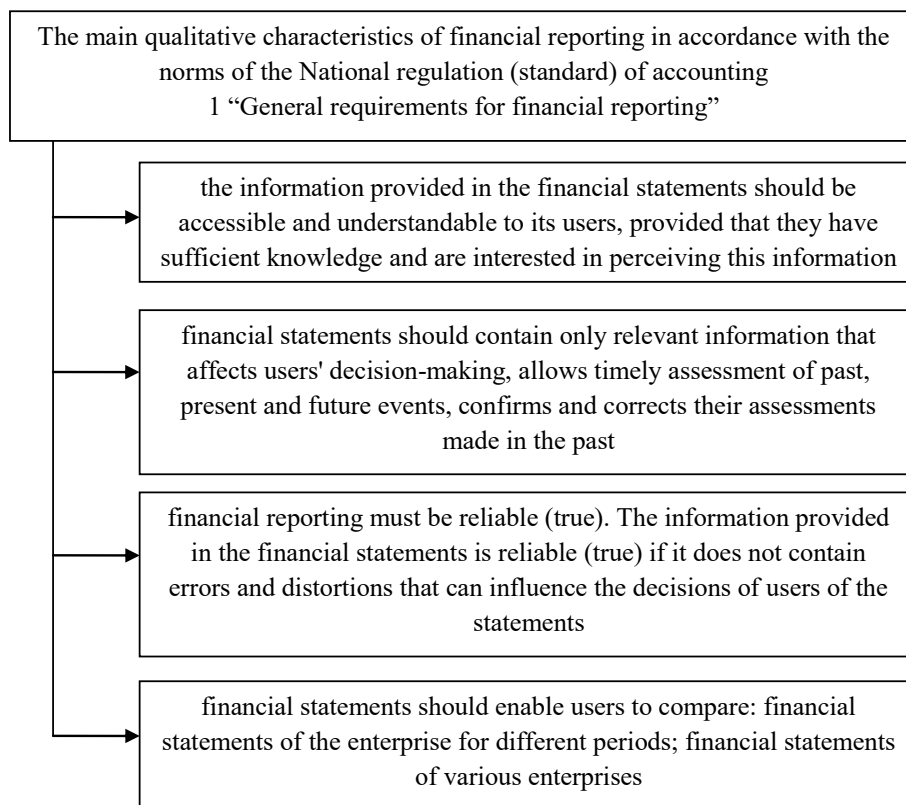 The main qualitative characteristics of financial reporting in accordance with the
norms of the National regulation (standard) of accounting
1 “General requirements for financial reporting”
the information provided in the financial statements should be
accessible and understandable to its users, provided that they have
sufficient knowledge and are interested in perceiving this information
financial statements should contain only relevant information that
affects users' decision-making, allows timely assessment of past,
present and future events, confirms and corrects their assessments
made in the past
financial reporting must be reliable (true). The information provided
in the financial statements is reliable (true) if it does not contain
errors and distortions that can influence the decisions of users of the
statements
financial statements should enable users to compare: financial
statements of the enterprise for different periods; financial statements
of various enterprises